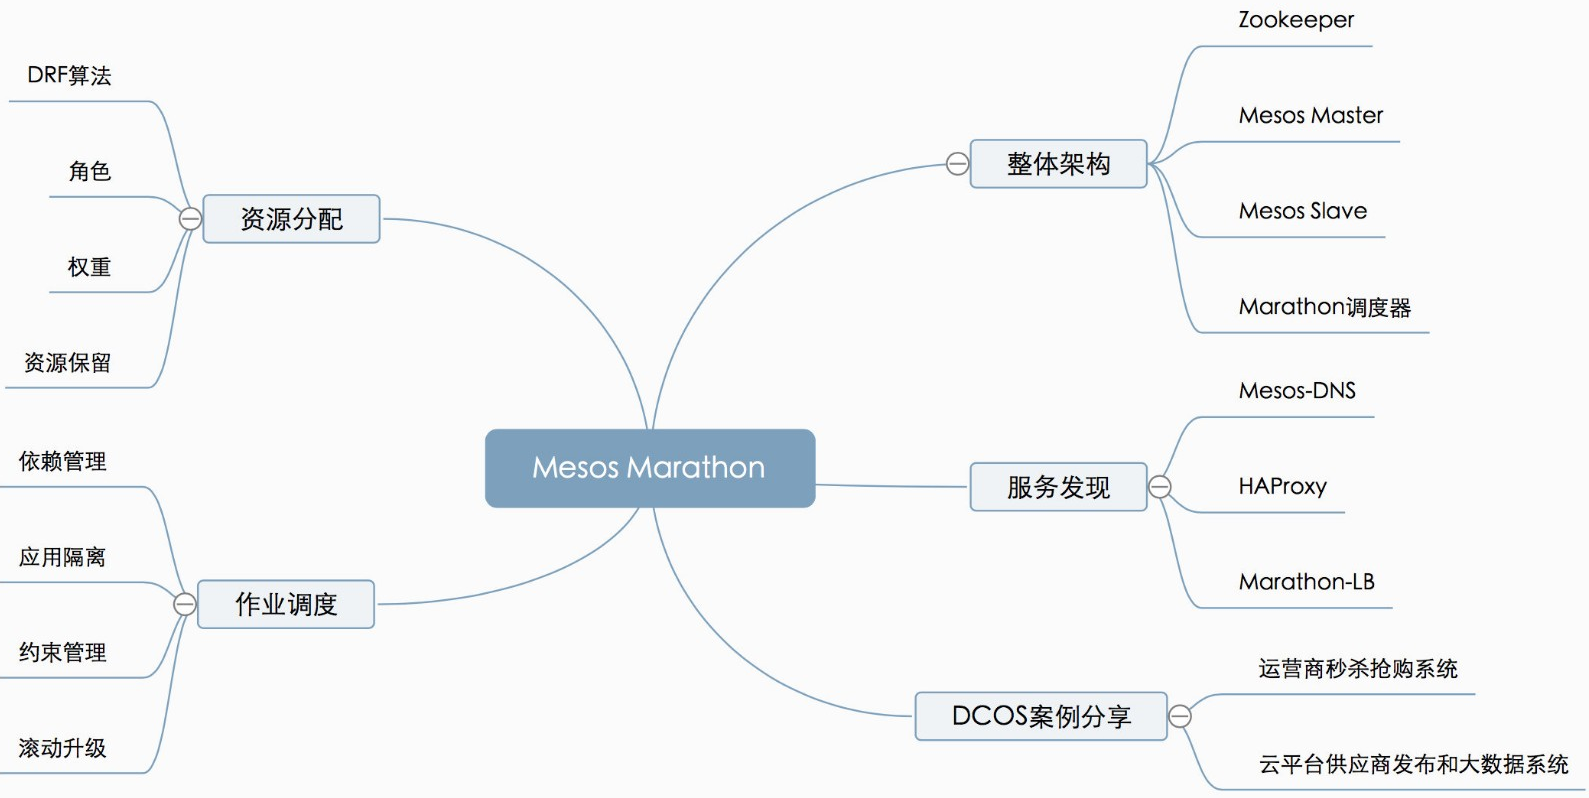 Mesos Marathon
整体架构
Zookeeper
Mesos Master
Mesos Slave
Marathon调度器
服务发现
Mesos-DNS
HAProxy
Marathon-LB
DCOS案例分享
运营商秒杀抢购系统
云平台供应商发布和大数据系统
资源分配
DRF算法
角色
权重
资源保留
作业调度
依赖管理
应用隔离
约束管理
滚动升级